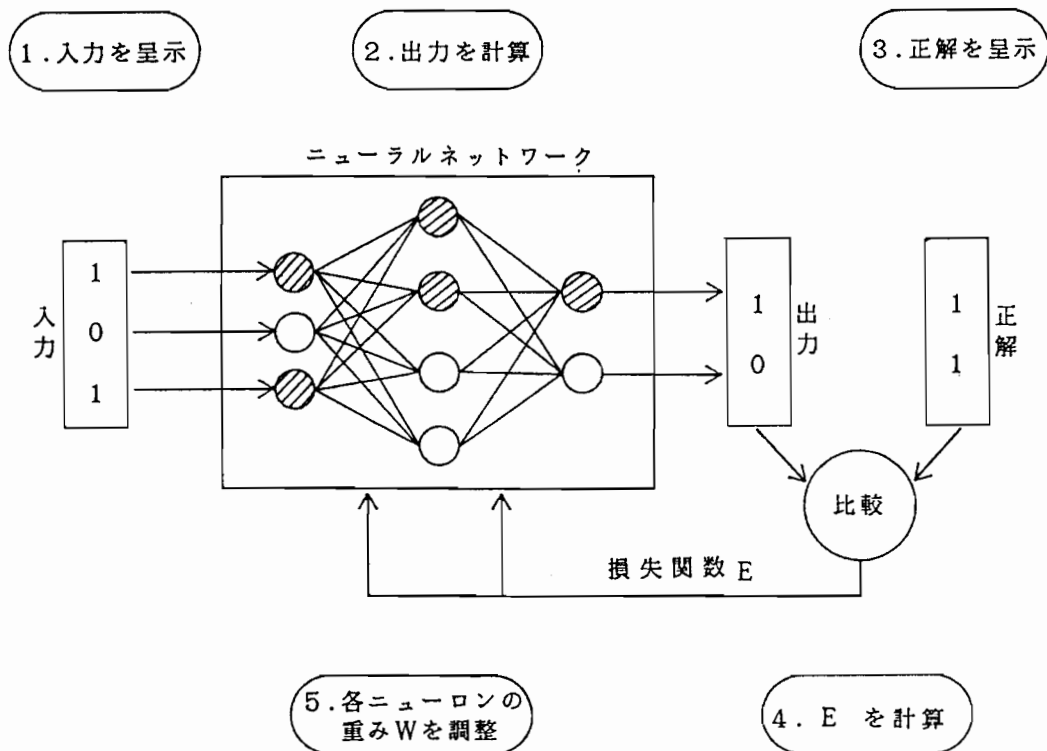 1.入力を呈示
2.出力を計算
3.正解を呈示
ニューラルネットワーク
入力
1
0
1
1
0
出力
1
1
正解
比較
損失関数E
5.各ニューロンの
重みWを調整
4.E を計算